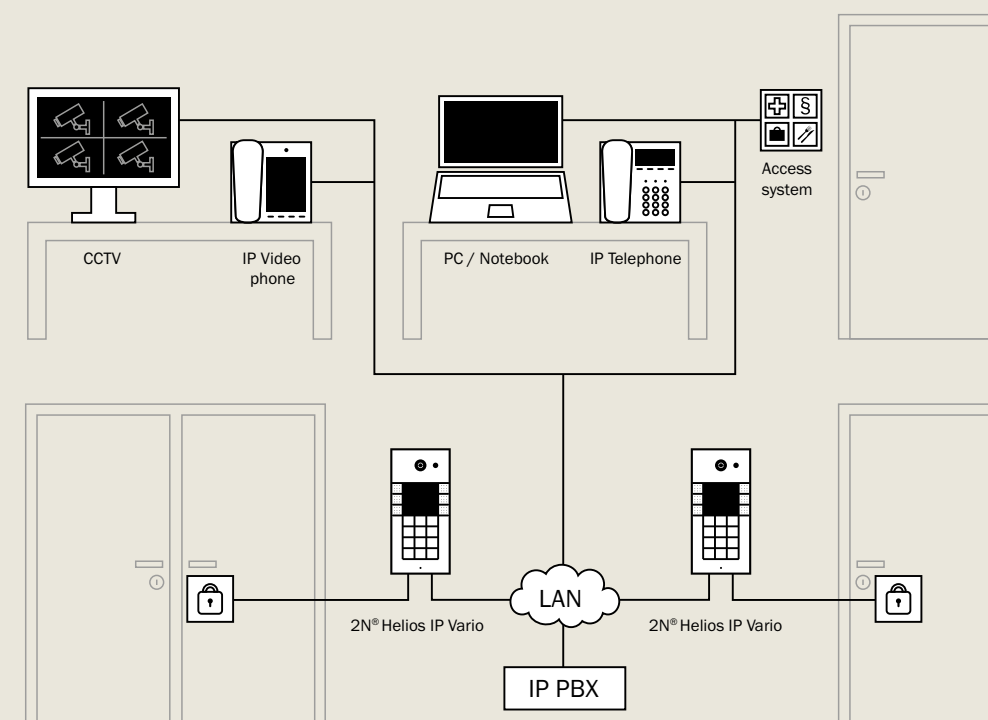 §
Access
system
CCTV
IP Video
phone
PC / Notebook
IP Telephone
2N® Helios IP Vario
LAN
2N® Helios IP Vario
IP PBX